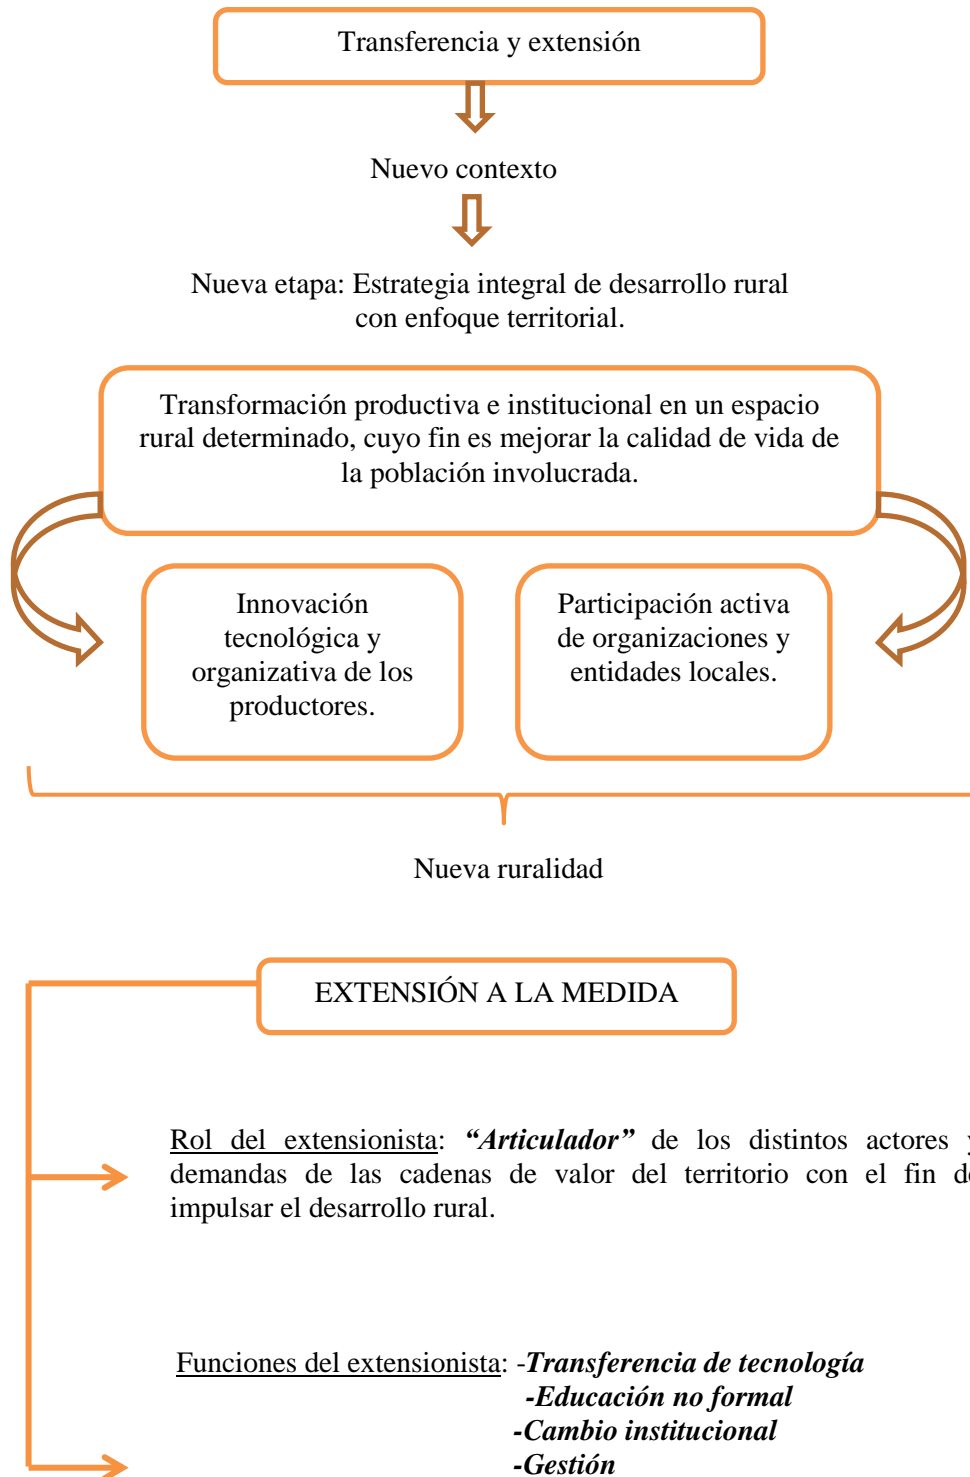 Transferencia y extensión
Nuevo contexto
Nueva etapa: Estrategia integral de desarrollo rural
con enfoque territorial.
Transformación productiva e institucional en un espacio
rural determinado, cuyo fin es mejorar la calidad de vida de
la población involucrada.
Innovación
tecnológica y
organizativa de los
productores.
Participación activa
de organizaciones y
entidades locales.
Nueva ruralidad
EXTENSIÓN A LA MEDIDA
Rol del extensionista: “Articulador” de los distintos actores y
demandas de las cadenas de valor del territorio con el fin de
impulsar el desarrollo rural.
Funciones del extensionista: -Transferencia de tecnología
-Educación no formal
-Cambio institucional
-Gestión